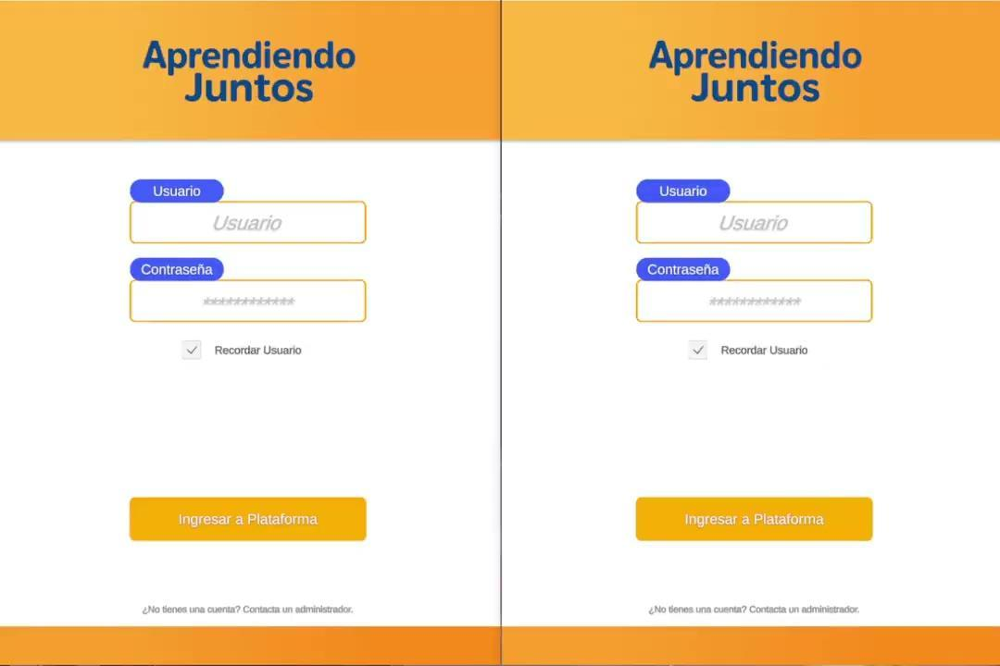 Aprendiendo
Juntos
Usuario
Usuario
Contraseña
************
Recordar Usuario
Ingresar a Plataforma
¿No tienes una cuenta? Contacta un administrador.
Aprendiendo
Juntos
Usuario
Usuario
Contraseña
************
Recordar Usuario
Ingresar a Plataforma
¿No tienes una cuenta? Contacta un administrador.